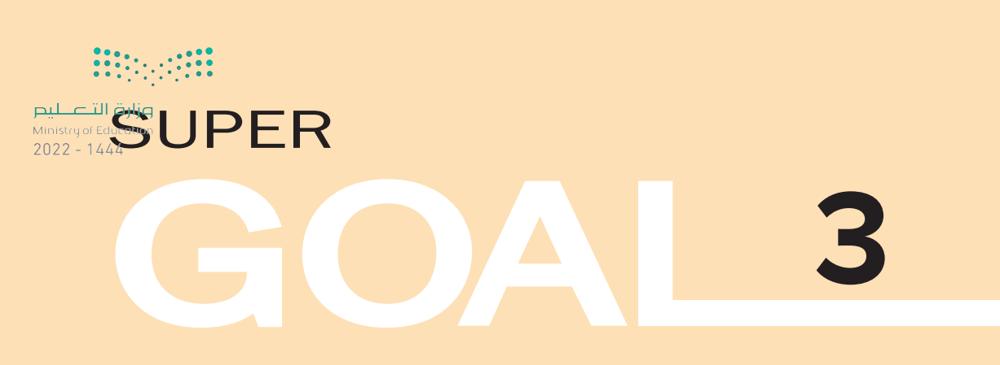 وزارة التعليم
Ministry of Education
2022 - 1444
SUPER
GOAL 3